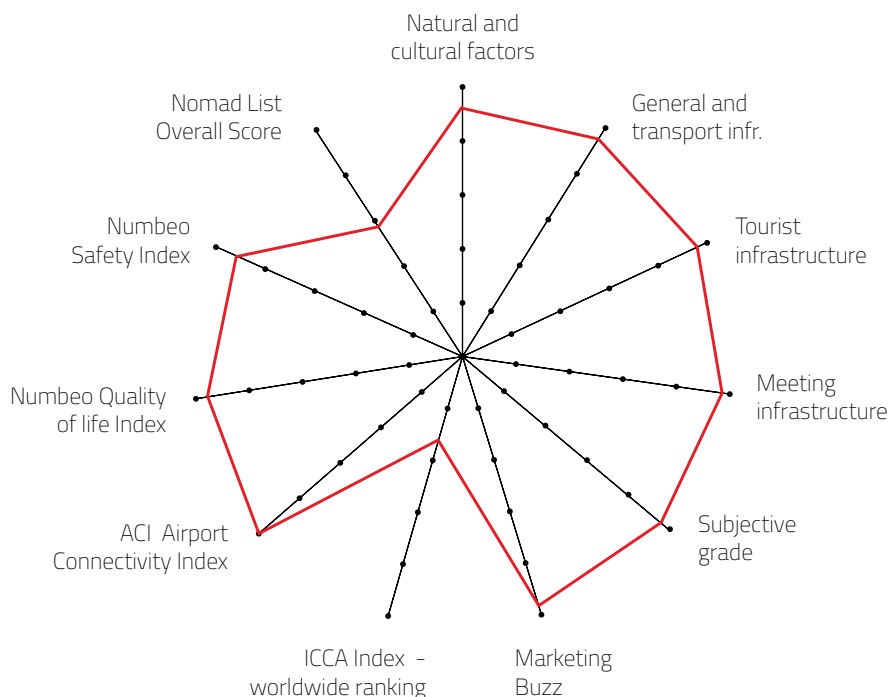 Natural and
cultural factors
General and
transport infr.
Tourist
infrastructure
Meeting
infrastructure
Subjective
grade
Marketing
Buzz
ICCA Index -
worldwide ranking
ACI Airport
Connectivity Index
Numbeo Quality
of life Index
Numbeo
Safety Index
Nomad List
Overall Score